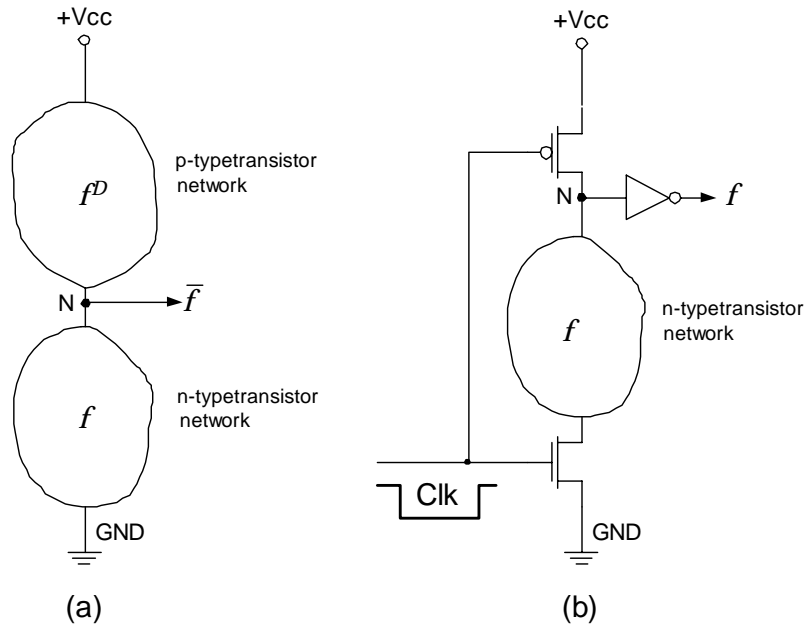 +Vcc
f^D
p-typetransistor
network
N
f̅
f
n-typetransistor
network
GND
(a)
+Vcc
N
f
f
n-typetransistor
network
Clk
GND
(b)